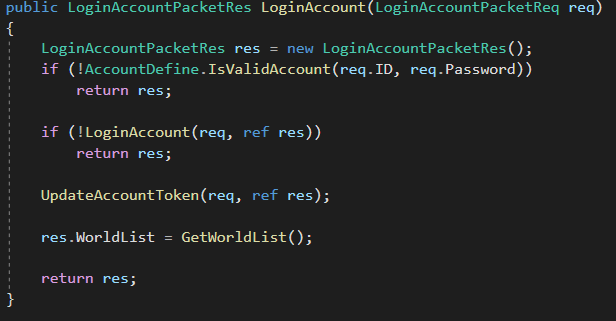 public LoginAccountPacketRes LoginAccount(LoginAccountPacketReq req)
{
LoginAccountPacketRes res = new LoginAccountPacketRes();
if (!AccountDefine.IsValidAccount(req.ID, req.Password))
return res;
if (!LoginAccount(req, ref res))
return res;
UpdateAccountToken(req, ref res);
res.WorldList = GetWorldList();
return res;
}